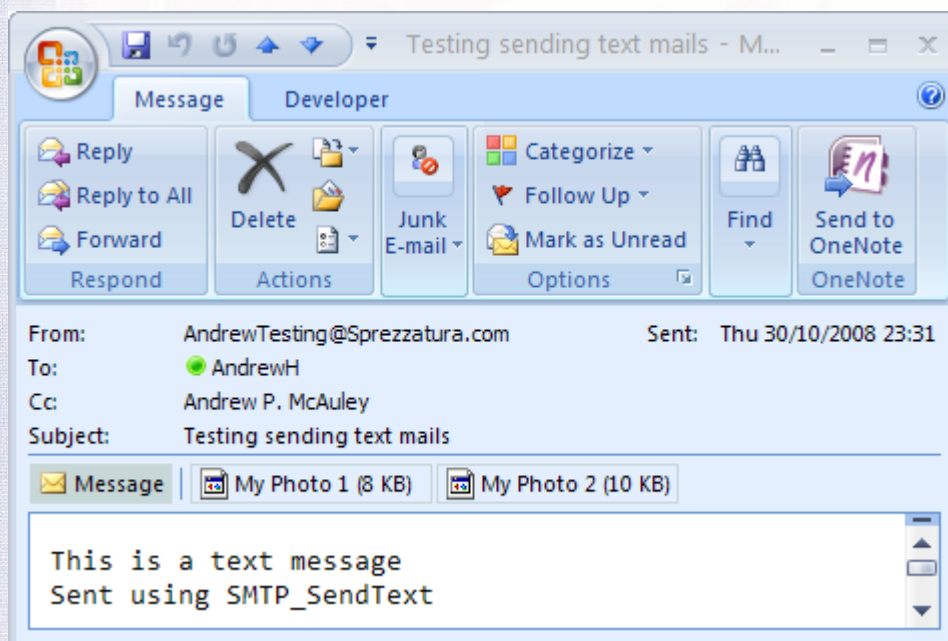 Testing sending text mails - M...
Message Developer
Reply
Reply to All
Forward
Respond
Delete
Actions
Junk
E-mail
Categorize
Follow Up
Mark as Unread
Options
Find
Send to
OneNote
OneNote
From: AndrewTesting@Sprezzatura.com Sent: Thu 30/10/2008 23:31
To: AndrewH
Cc: Andrew P. McAuley
Subject: Testing sending text mails
Message My Photo 1 (8 KB) My Photo 2 (10 KB)
This is a text message
Sent using SMTP_SendText